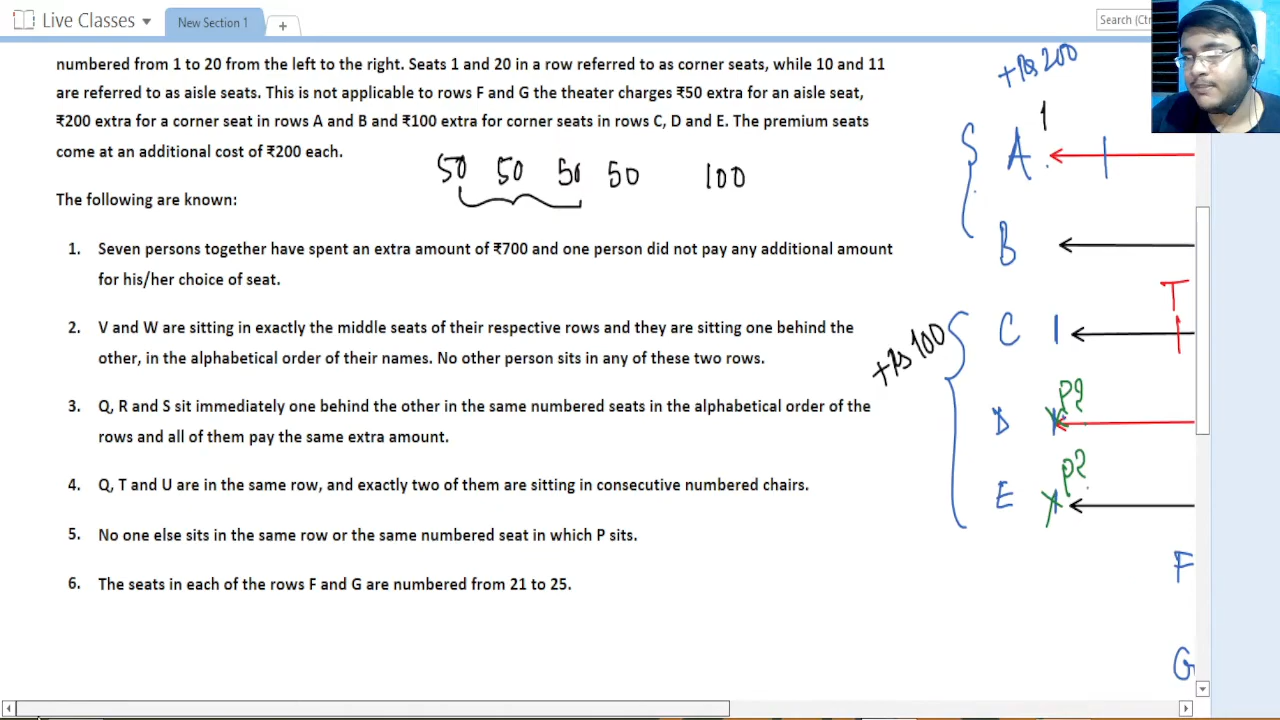 Live Classes
New Section 1
+
Search (Ctr
numbered from 1 to 20 from the left to the right. Seats 1 and 20 in a row referred to as corner seats, while 10 and 11
are referred to as aisle seats. This is not applicable to rows F and G the theater charges ₹50 extra for an aisle seat,
₹200 extra for a corner seat in rows A and B and ₹100 extra for corner seats in rows C, D and E. The premium seats
come at an additional cost of ₹200 each.
50 50 50 50 100
The following are known:
1. Seven persons together have spent an extra amount of ₹700 and one person did not pay any additional amount
for his/her choice of seat.
2. V and W are sitting in exactly the middle seats of their respective rows and they are sitting one behind the
other, in the alphabetical order of their names. No other person sits in any of these two rows.
3. Q, R and S sit immediately one behind the other in the same numbered seats in the alphabetical order of the
rows and all of them pay the same extra amount.
4. Q, T and U are in the same row, and exactly two of them are sitting in consecutive numbered chairs.
5. No one else sits in the same row or the same numbered seat in which P sits.
6. The seats in each of the rows F and G are numbered from 21 to 25.
+Rs 200
1
A
B
T
+Rs 100
C 1
P?
D
P?
E
F
G